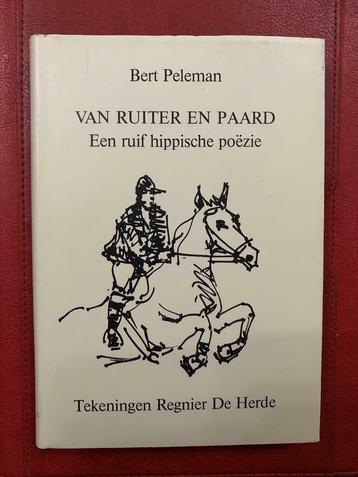 Bert Peleman
VAN RUITER EN PAARD
Een ruif hippische poëzie
Tekeningen Regnier De Herde